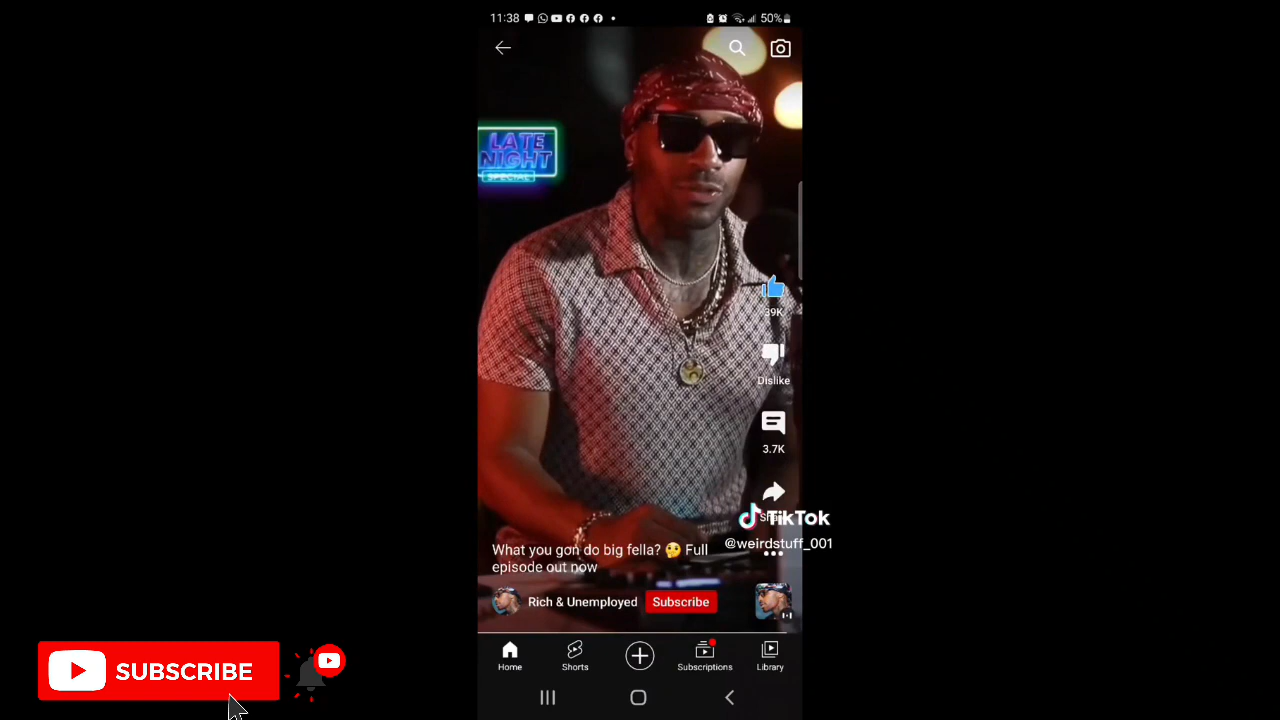 11:38
50%
LATE
NIGHT
SPECIAL
39K
Dislike
3.7K
TikTok
@weirdstuff_001
What you gon do big fella? 🤔 Full
episode out now
Rich & Unemployed
Subscribe
Home
Shorts
Subscriptions
Library
SUBSCRIBE